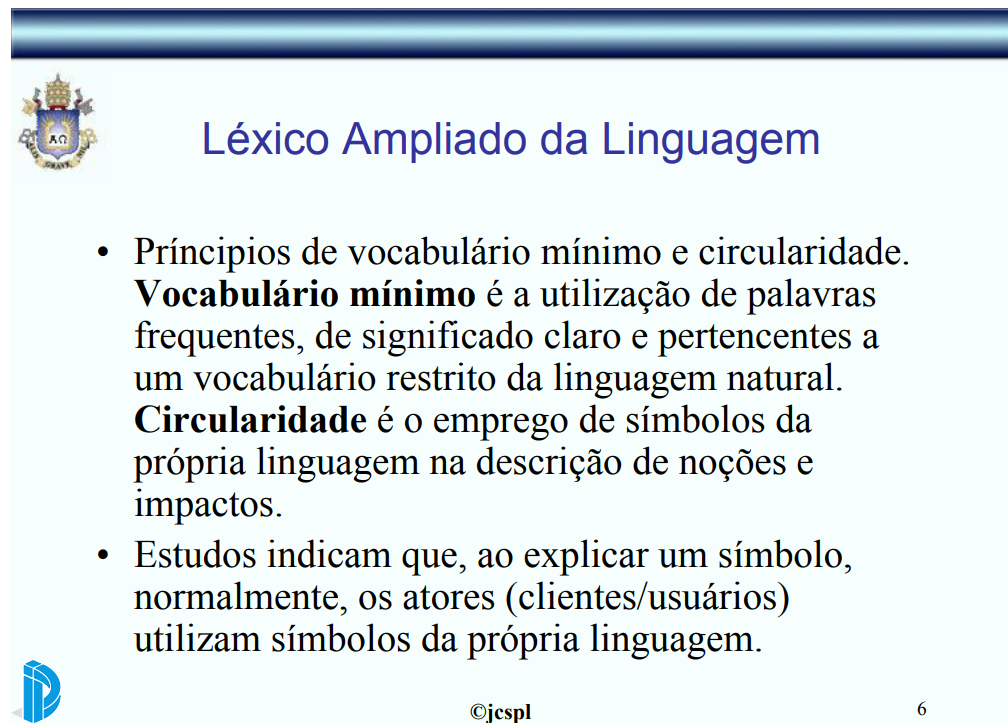 Léxico Ampliado da Linguagem
• Príncipios de vocabulário mínimo e circularidade.
Vocabulário mínimo é a utilização de palavras
frequentes, de significado claro e pertencentes a
um vocabulário restrito da linguagem natural.
Circularidade é o emprego de símbolos da
própria linguagem na descrição de noções e
impactos.
• Estudos indicam que, ao explicar um símbolo,
normalmente, os atores (clientes/usuários)
utilizam símbolos da própria linguagem.
©jcspl
6